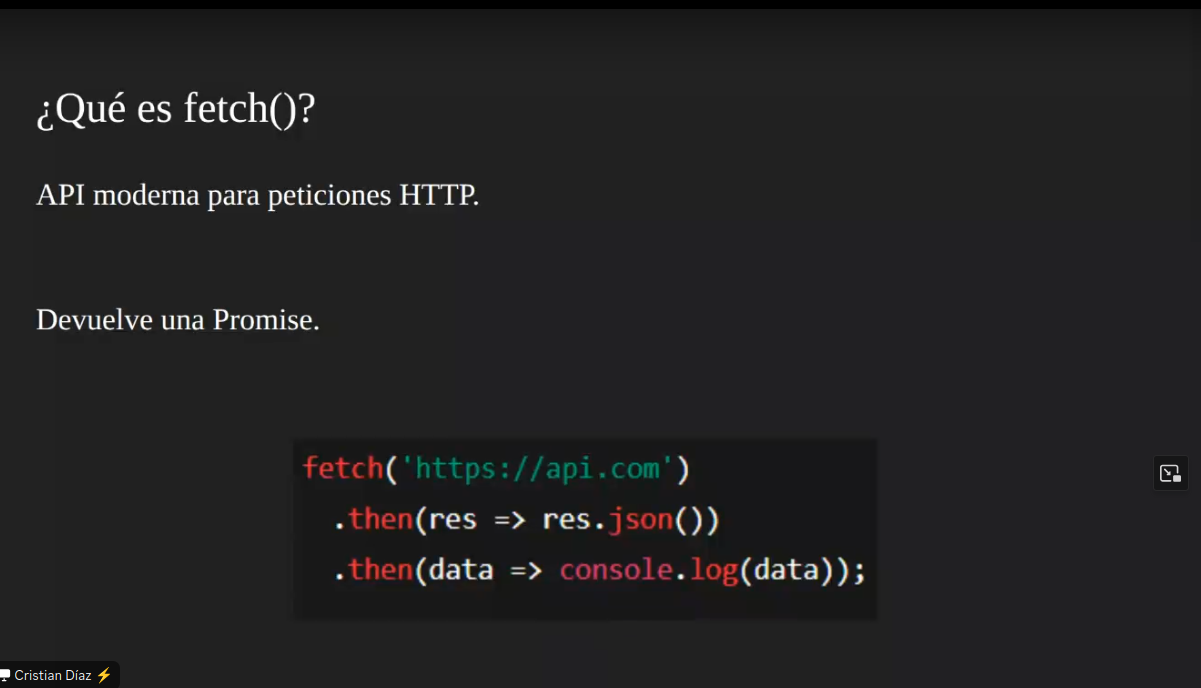 ¿Qué es fetch()?
API moderna para peticiones HTTP.
Devuelve una Promise.
fetch('https://api.com')
.then(res => res.json())
.then(data => console.log(data));
Cristian Díaz ⚡